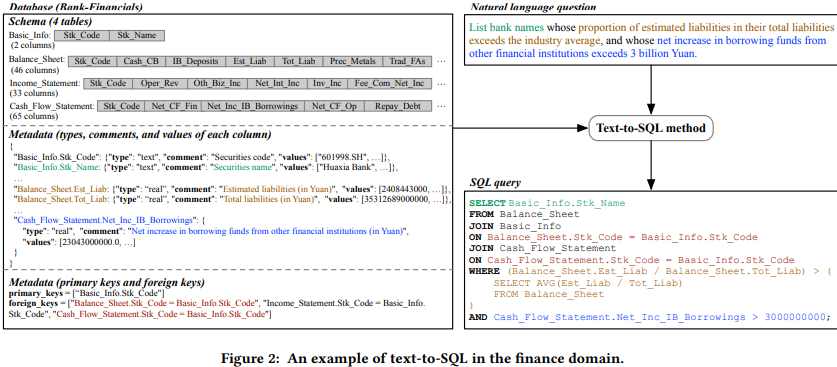 Database (Bank-Financials)
Schema (4 tables)
Basic_Info: Stk_Code Stk_Name
(2 columns)
Balance_Sheet: Stk_Code Cash_CB IB_Deposits Est_Liab Tot_Liab Prec_Metals Trad_FAs ...
(46 columns)
Income_Statement: Stk_Code Oper_Rev Oth_Biz_Inc Net_Int_Inc Inv_Inc Fee_Com_Net_Inc ...
(33 columns)
Cash_Flow_Statement: Stk_Code Net_CF_Fin Net_Inc_IB_Borrowings Net_CF_Op Repay_Debt ...
(65 columns)
Metadata (types, comments, and values of each column)
{
"Basic_Info.Stk_Code": {"type": "text", "comment": "Securities code", "values": ["601998.SH", …]},
"Basic_Info.Stk_Name: {"type": "text", "comment": "Securities name", "values": ["Huaxia Bank", …]},
…
"Balance_Sheet.Est_Liab: {"type": "real", "comment": "Estimated liabilities (in Yuan)", "values": [2408443000, …]},
"Balance_Sheet.Tot_Liab: {"type": "real", "comment": "Total liabilities (in Yuan)", "values": [35312689000000, …]},
…
"Cash_Flow_Statement.Net_Inc_IB_Borrowings": {
"type": "real", "comment": "Net increase in borrowing funds from other financial institutions (in Yuan)",
"values": [23043000000.0, …]
}
}
Metadata (primary keys and foreign keys)
primary_keys = ["Basic_Info.Stk_Code"]
foreign_keys = ["Balance_Sheet.Stk_Code = Basic_Info.Stk_Code", "Income_Statement.Stk_Code = Basic_Info.
Stk_Code", "Cash_Flow_Statement.Stk_Code = Basic_Info.Stk_Code"]
Natural language question
List bank names whose proportion of estimated liabilities in their total liabilities
exceeds the industry average, and whose net increase in borrowing funds from
other financial institutions exceeds 3 billion Yuan.
Text-to-SQL method
SQL query
SELECT Basic_Info.Stk_Name
FROM Balance_Sheet
JOIN Basic_Info
ON Balance_Sheet.Stk_Code = Basic_Info.Stk_Code
JOIN Cash_Flow_Statement
ON Cash_Flow_Statement.Stk_Code = Basic_Info.Stk_Code
WHERE (Balance_Sheet.Est_Liab / Balance_Sheet.Tot_Liab) > (
SELECT AVG(Est_Liab / Tot_Liab)
FROM Balance_Sheet
)
AND Cash_Flow_Statement.Net_Inc_IB_Borrowings > 3000000000;
Figure 2: An example of text-to-SQL in the finance domain.